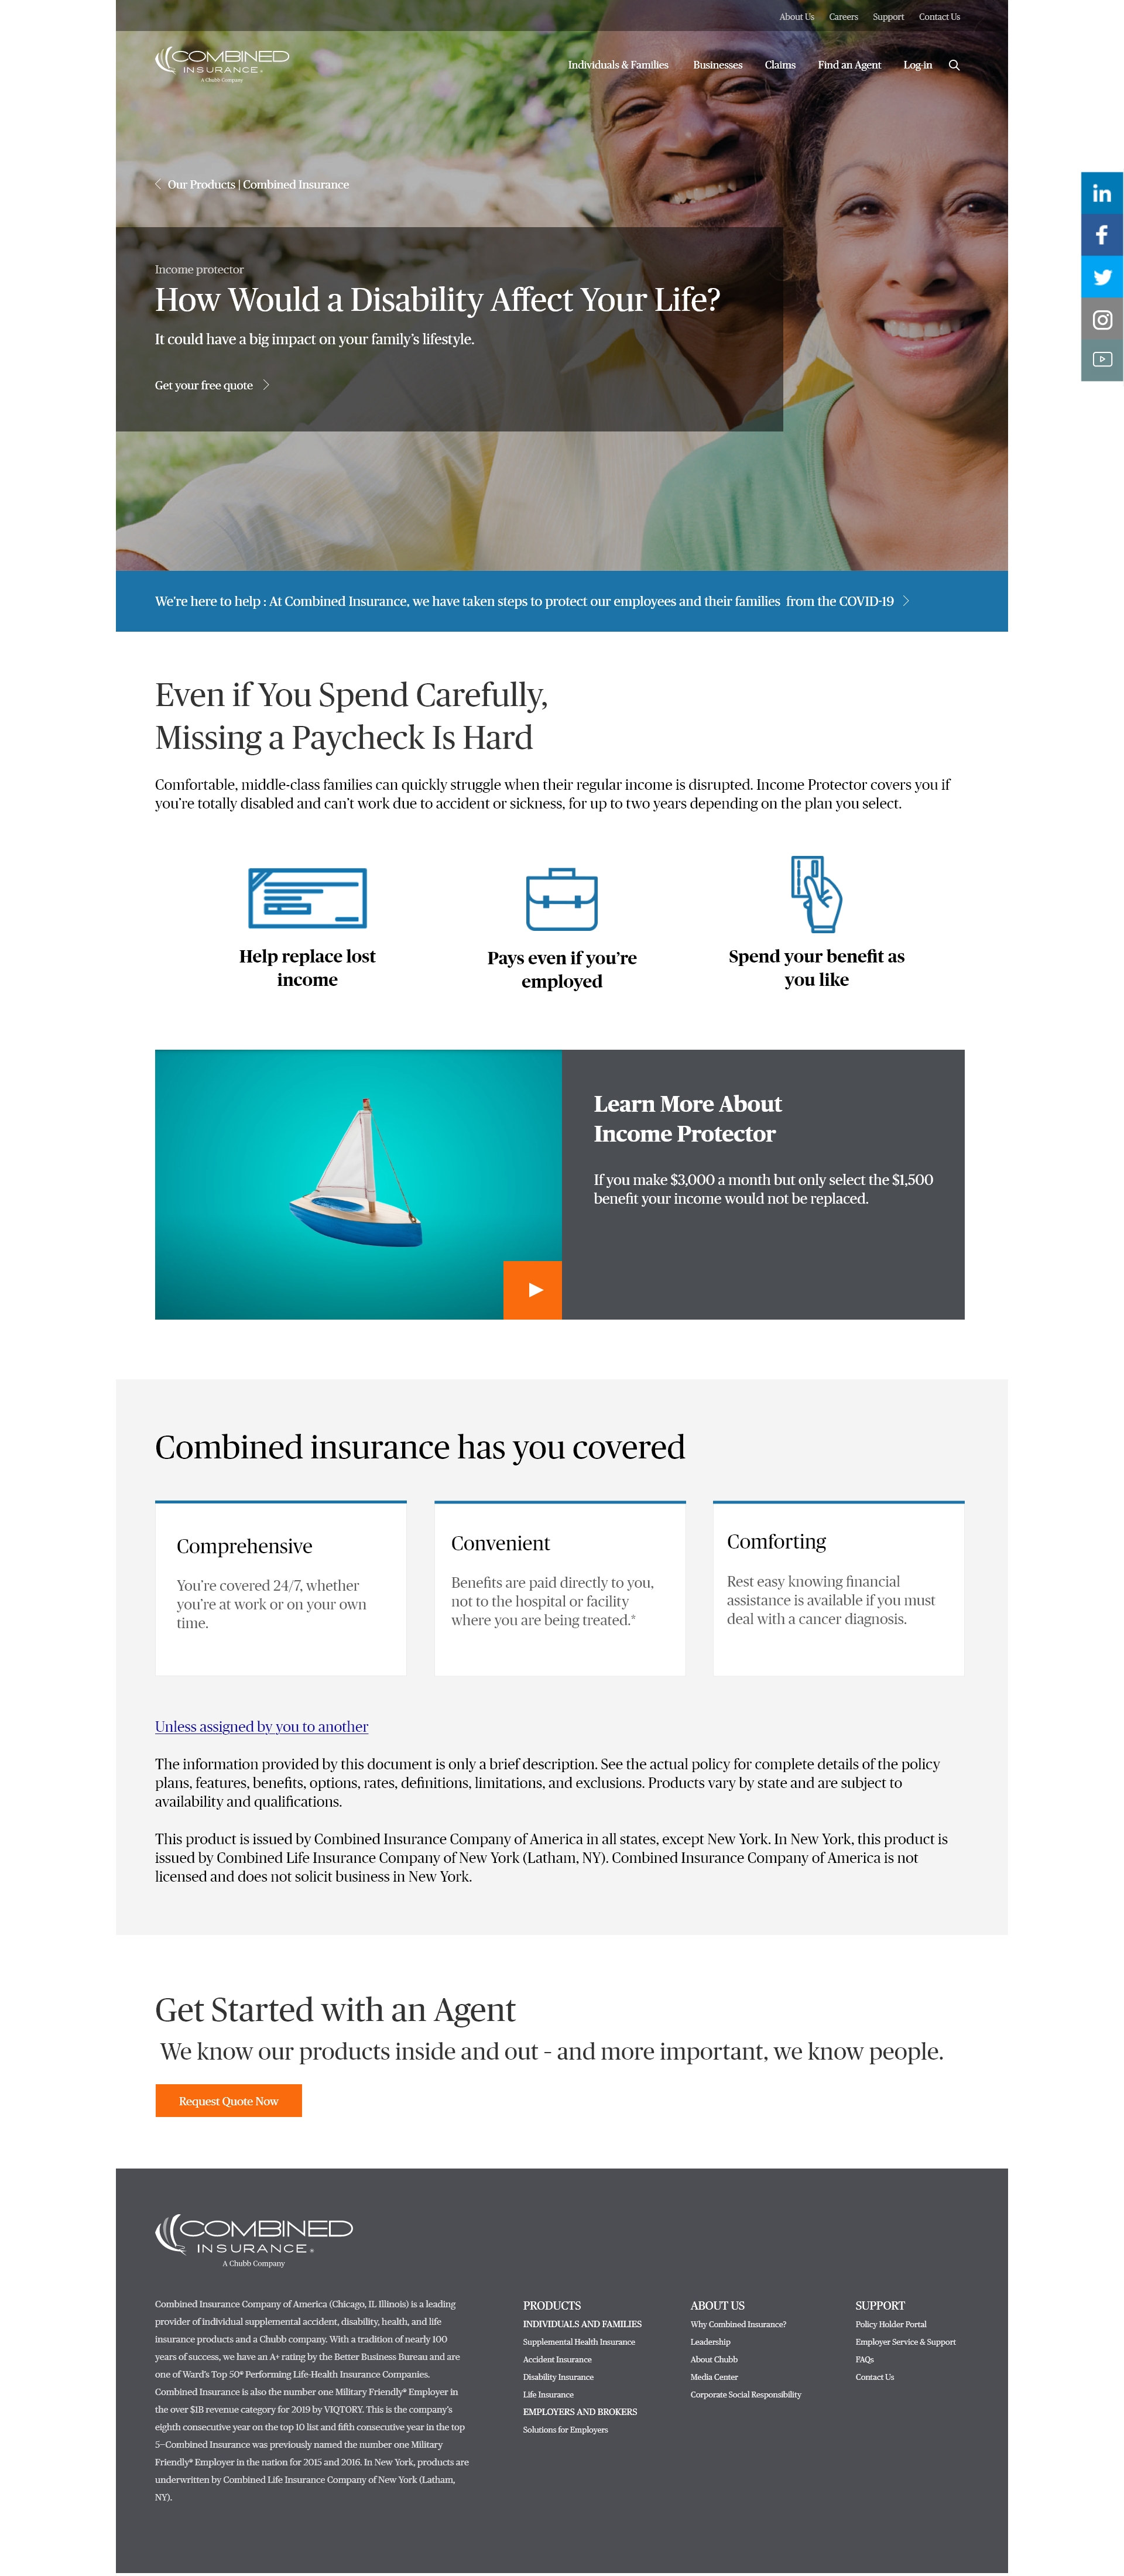 About Us Careers Support Contact Us
COMBINED
INSURANCE.
A Chubb Company
Individuals & Families Businesses Claims Find an Agent Log-in
Our Products | Combined Insurance
Income protector
How Would a Disability Affect Your Life?
It could have a big impact on your family's lifestyle.
Get your free quote
We're here to help : At Combined Insurance, we have taken steps to protect our employees and their families from the COVID-19
Even if You Spend Carefully,
Missing a Paycheck Is Hard
Comfortable, middle-class families can quickly struggle when their regular income is disrupted. Income Protector covers you if
you're totally disabled and can't work due to accident or sickness, for up to two years depending on the plan you select.
Help replace lost
income
Pays even if you're
employed
Spend your benefit as
you like
Learn More About
Income Protector
If you make $3,000 a month but only select the $1,500
benefit your income would not be replaced.
Combined insurance has you covered
Comprehensive
You're covered 24/7, whether
you're at work or on your own
time.
Convenient
Benefits are paid directly to you,
not to the hospital or facility
where you are being treated.*
Comforting
Rest easy knowing financial
assistance is available if you must
deal with a cancer diagnosis.
Unless assigned by you to another
The information provided by this document is only a brief description. See the actual policy for complete details of the policy
plans, features, benefits, options, rates, definitions, limitations, and exclusions. Products vary by state and are subject to
availability and qualifications.
This product is issued by Combined Insurance Company of America in all states, except New York. In New York, this product is
issued by Combined Life Insurance Company of New York (Latham, NY). Combined Insurance Company of America is not
licensed and does not solicit business in New York.
Get Started with an Agent
We know our products inside and out - and more important, we know people.
Request Quote Now
COMBINED
INSURANCE®
A Chubb Company
Combined Insurance Company of America (Chicago, IL Illinois) is a leading
provider of individual supplemental accident, disability, health, and life
insurance products and a Chubb company. With a tradition of nearly 100
years of success, we have an A+ rating by the Better Business Bureau and are
one of Ward's Top 50® Performing Life-Health Insurance Companies.
Combined Insurance is also the number one Military Friendly® Employer in
the over $1B revenue category for 2019 by VIQTORY. This is the company's
eighth consecutive year on the top 10 list and fifth consecutive year in the top
5—Combined Insurance was previously named the number one Military
Friendly® Employer in the nation for 2015 and 2016. In New York, products are
underwritten by Combined Life Insurance Company of New York (Latham,
NY).
PRODUCTS
INDIVIDUALS AND FAMILIES
Supplemental Health Insurance
Accident Insurance
Disability Insurance
Life Insurance
EMPLOYERS AND BROKERS
Solutions for Employers
ABOUT US
Why Combined Insurance?
Leadership
About Chubb
Media Center
Corporate Social Responsibility
SUPPORT
Policy Holder Portal
Employer Service & Support
FAQs
Contact Us